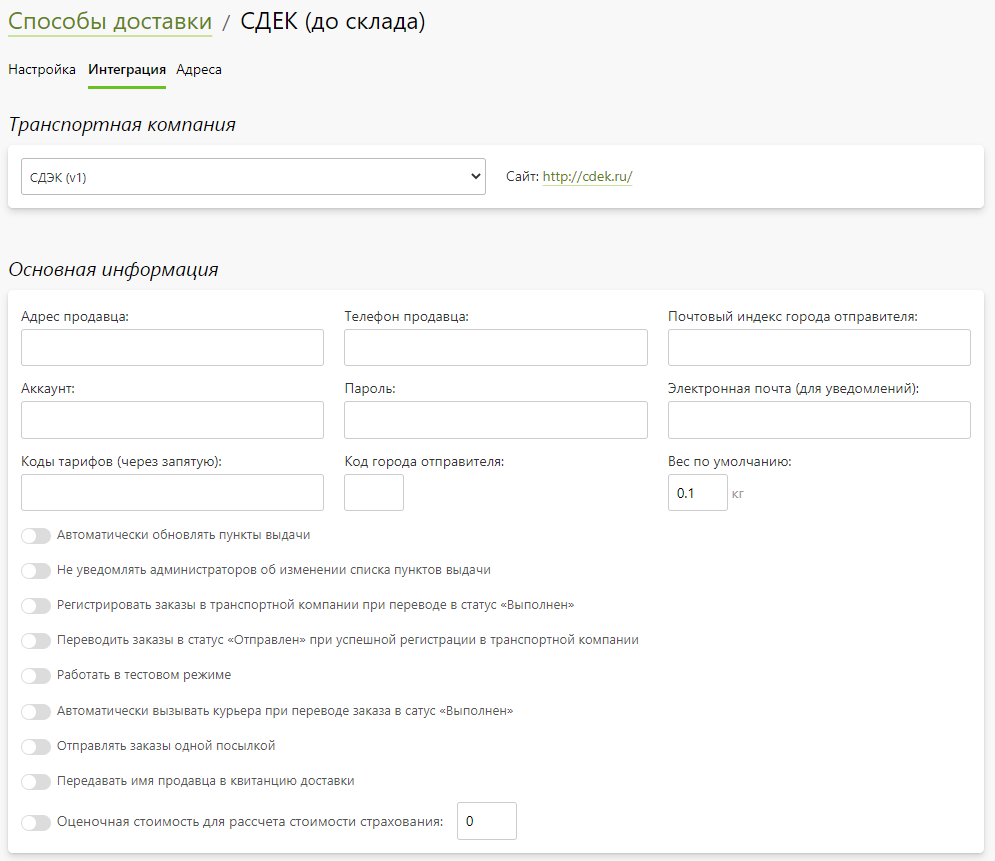 Способы доставки / СДЕК (до склада)
Настройка Интеграция Адреса
Транспортная компания
СДЭК (v1) Сайт: http://cdek.ru/
Основная информация
Адрес продавца: Телефон продавца: Почтовый индекс города отправителя:
Аккаунт: Пароль: Электронная почта (для уведомлений):
Коды тарифов (через запятую): Код города отправителя: Вес по умолчанию:
0.1 кг
Автоматически обновлять пункты выдачи
Не уведомлять администраторов об изменении списка пунктов выдачи
Регистрировать заказы в транспортной компании при переводе в статус «Выполнен»
Переводить заказы в статус «Отправлен» при успешной регистрации в транспортной компании
Работать в тестовом режиме
Автоматически вызывать курьера при переводе заказа в сатус «Выполнен»
Отправлять заказы одной посылкой
Передавать имя продавца в квитанцию доставки
Оценочная стоимость для рассчета стоимости страхования: 0